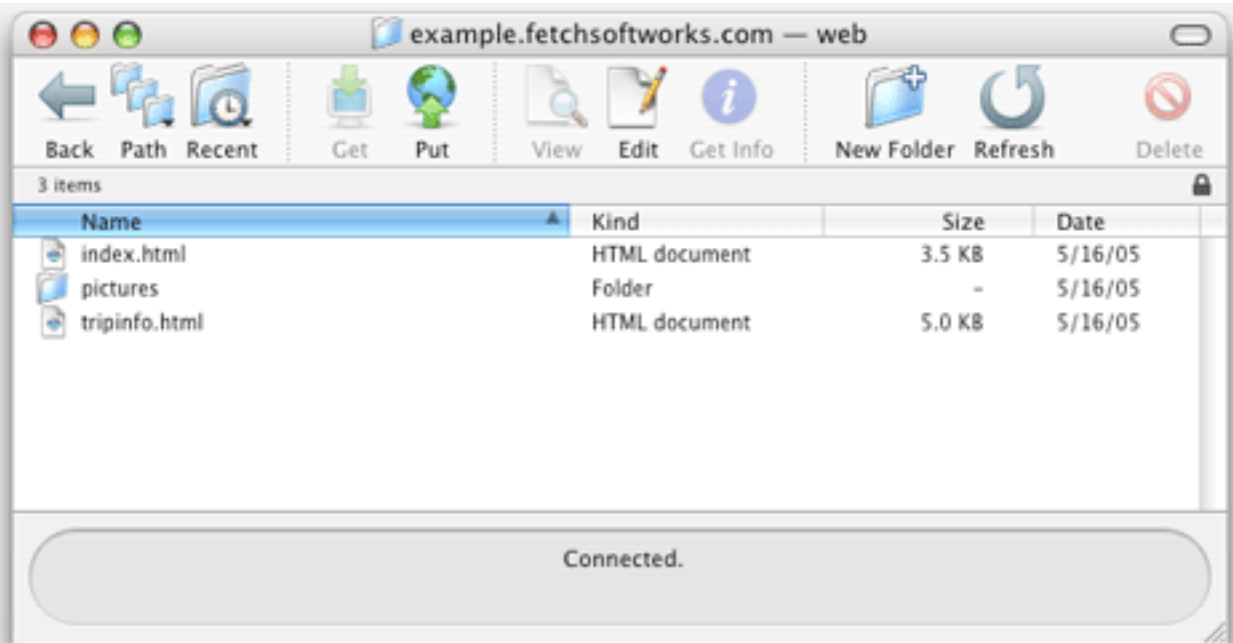 example.fetchsoftworks.com — web
Back Path Recent Get Put View Edit Get Info New Folder Refresh Delete
3 items
Name Kind Size Date
index.html HTML document 3.5 KB 5/16/05
pictures Folder - 5/16/05
tripinfo.html HTML document 5.0 KB 5/16/05
Connected.